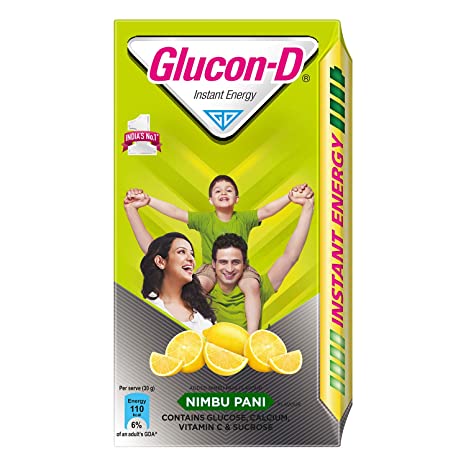 Glucon-D®
Instant Energy
GD
INDIA'S No.1*
INSTANT ENERGY
Per serve (30 g)
Energy
110
kcal
6%
of an adult's GDA*
NIMBU PANI
CONTAINS GLUCOSE, CALCIUM,
VITAMIN C & SUCROSE